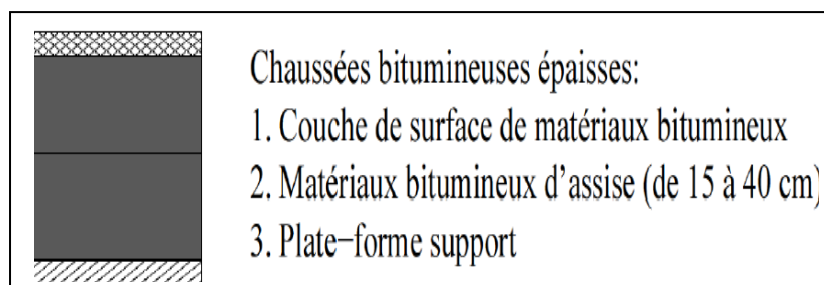 Chaussées bitumineuses épaisses:
1. Couche de surface de matériaux bitumineux
2. Matériaux bitumineux d'assise (de 15 à 40 cm)
3. Plate-forme support